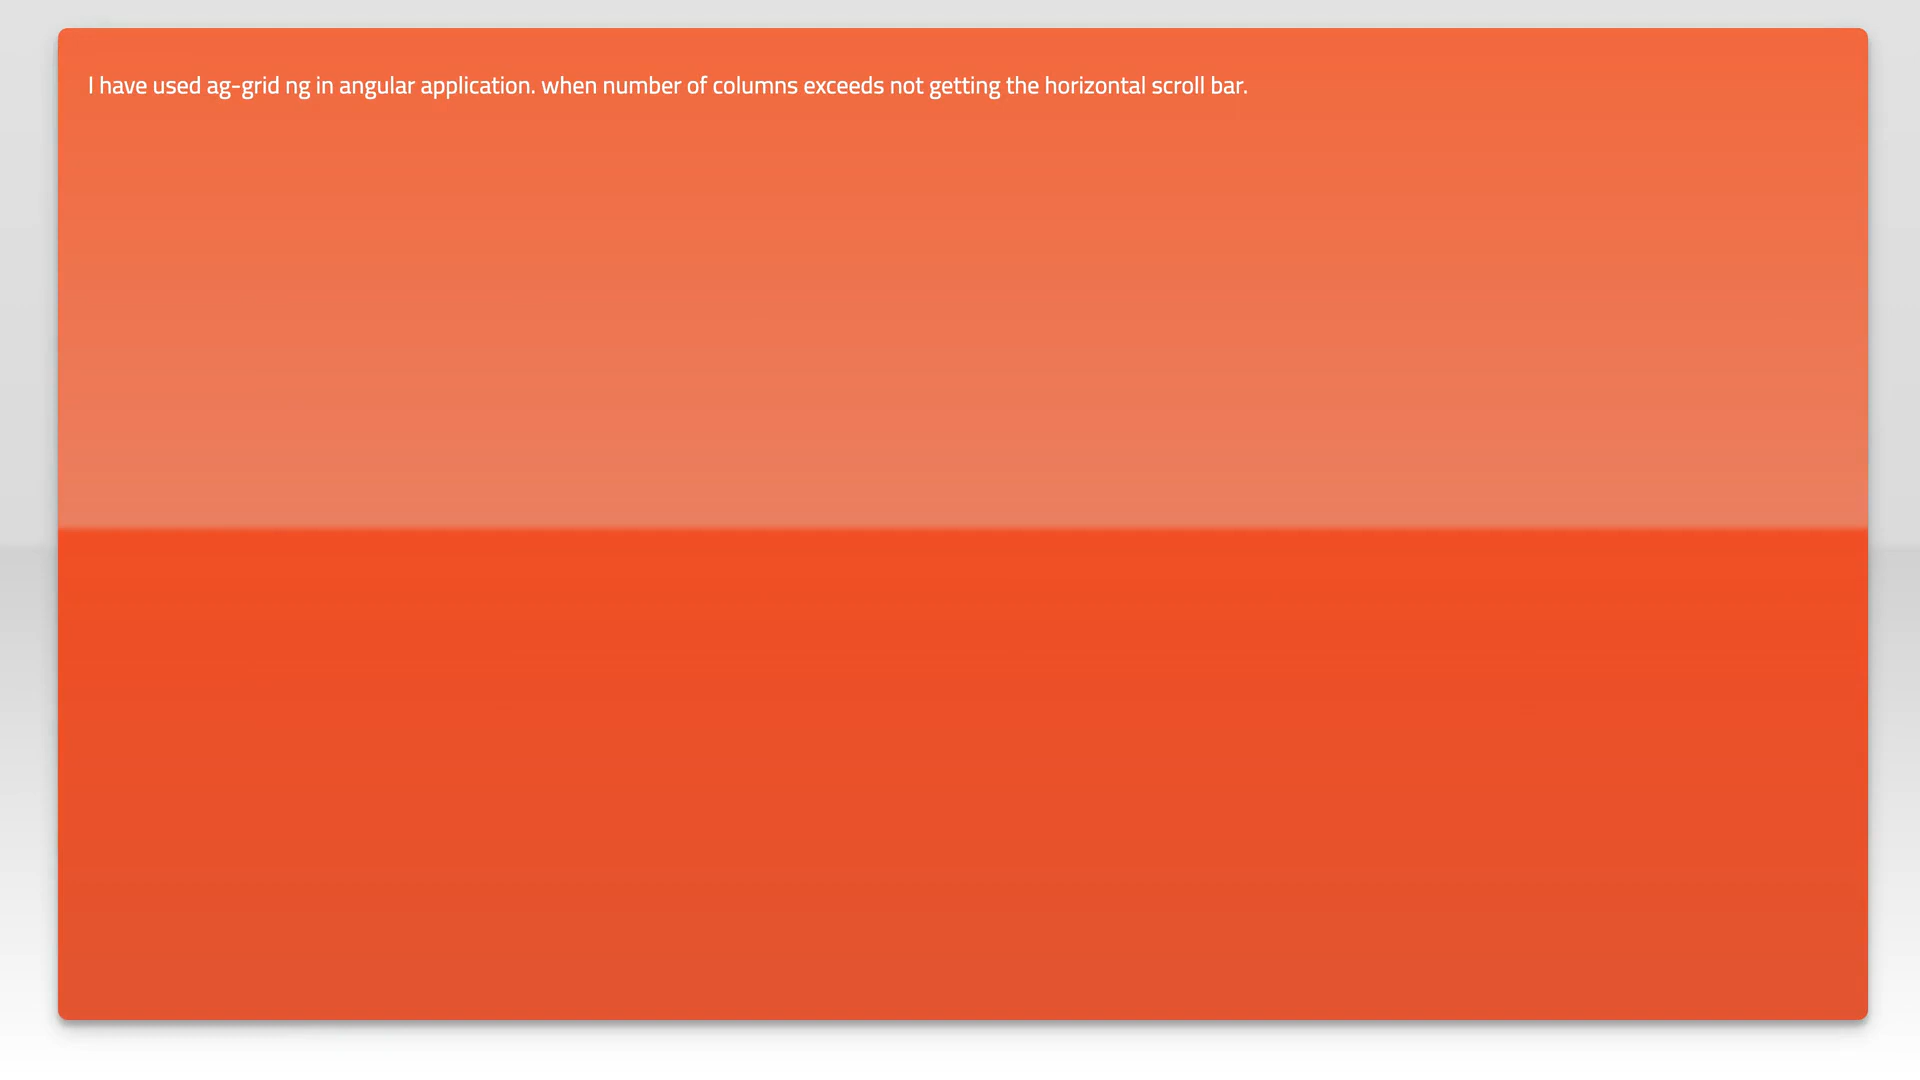 I have used ag-grid ng in angular application. when number of columns exceeds not getting the horizontal scroll bar.